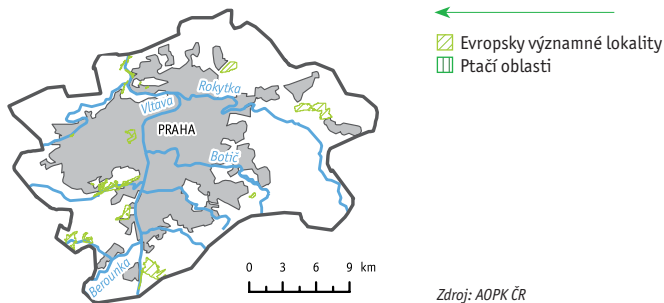 Evropsky významné lokality
Ptačí oblasti
Rokytka
Vltava
PRAHA
Botič
Berounka
0 3 6 9 km
Zdroj: AOPK ČR